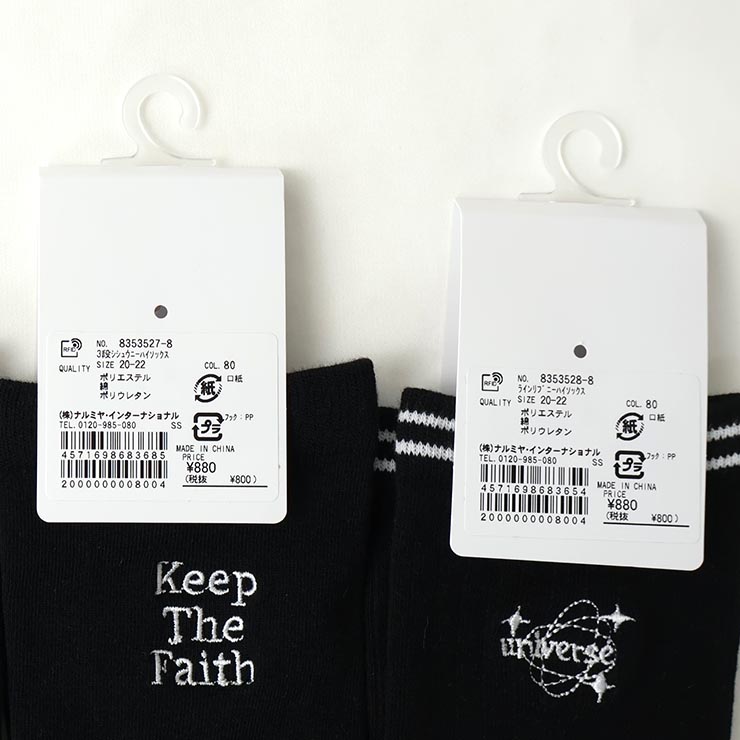 RFID
NO. 8353527-8
3段シシュウニーハイソックス
SIZE 20-22
COL. 80
QUALITY
ポリエステル
綿
ポリウレタン
紙
口紙
(株)ナルミヤ・インターナショナル
TEL. 0120-985-080
SS
プラ
フック:PP
MADE IN CHINA
PRICE
¥880
(税抜 ¥800)
4571698683685
2000000008004
Keep
The
Faith
RFID
NO. 8353528-8
ラインリブニーハイソックス
SIZE 20-22
COL. 80
QUALITY
ポリエステル
綿
ポリウレタン
紙
口紙
(株)ナルミヤ・インターナショナル
TEL. 0120-985-080
SS
プラ
フック:PP
MADE IN CHINA
PRICE
¥880
(税抜 ¥800)
4571698683654
2000000008004
universe